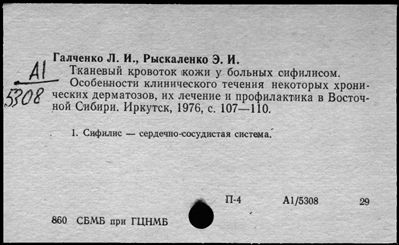 Галченко Л. И., Рыскаленко Э. И.
А1
5308
Тканевый кровоток кожи у больных сифилисом.
Особенности клинического течения некоторых хрони-
ческих дерматозов, их лечение и профилактика в Восточ-
ной Сибири. Иркутск, 1976, с. 107—110.
1. Сифилис — сердечно-сосудистая система.
П-4 А1/5308 29
860 СБМБ при ГЦНМБ